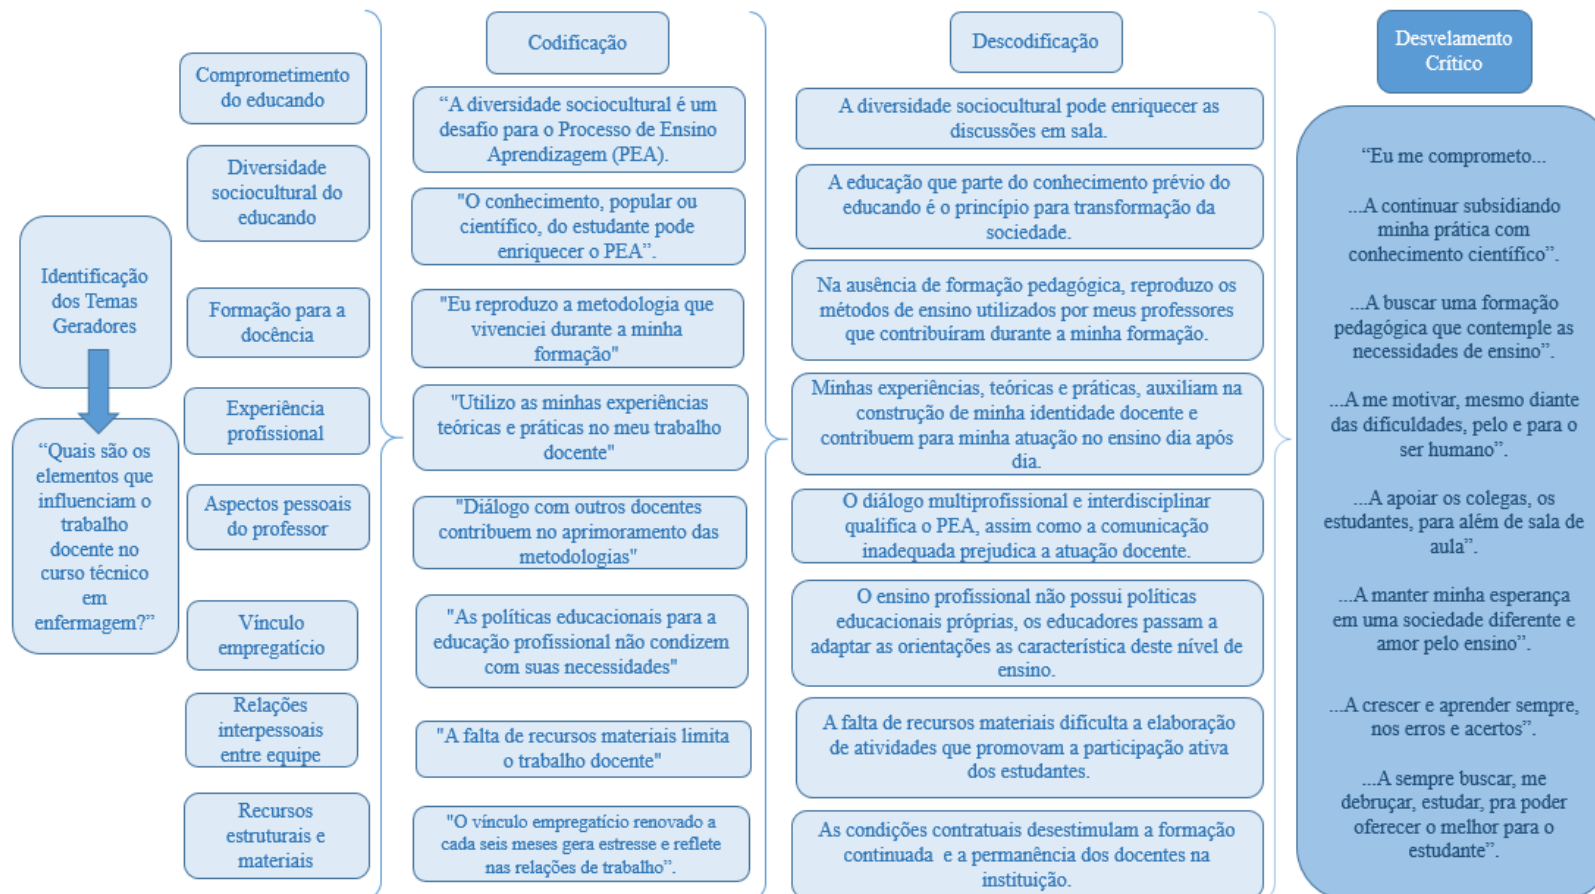 Identificação
dos Temas
Geradores
“Quais são os
elementos que
influenciam o
trabalho
docente no
curso técnico
em
enfermagem?”
Comprometimento
do educando
Diversidade
sociocultural do
educando
Formação para a
docência
Experiência
profissional
Aspectos pessoais
do professor
Vínculo
empregatício
Relações
interpessoais
entre equipe
Recursos
estruturais e
materiais
Codificação
“A diversidade sociocultural é um
desafio para o Processo de Ensino
Aprendizagem (PEA).
"O conhecimento, popular ou
científico, do estudante pode
enriquecer o PEA”.
"Eu reproduzo a metodologia que
vivenciei durante a minha
formação"
"Utilizo as minhas experiências
teóricas e práticas no meu trabalho
docente"
"Diálogo com outros docentes
contribuem no aprimoramento das
metodologias"
"As políticas educacionais para a
educação profissional não condizem
com suas necessidades"
"A falta de recursos materiais limita
o trabalho docente"
"O vínculo empregatício renovado a
cada seis meses gera estresse e reflete
nas relações de trabalho”.
Descodificação
A diversidade sociocultural pode enriquecer as
discussões em sala.
A educação que parte do conhecimento prévio do
educando é o princípio para transformação da
sociedade.
Na ausência de formação pedagógica, reproduzo os
métodos de ensino utilizados por meus professores
que contribuíram durante a minha formação.
Minhas experiências, teóricas e práticas, auxiliam na
construção de minha identidade docente e
contribuem para minha atuação no ensino dia após
dia.
O diálogo multiprofissional e interdisciplinar
qualifica o PEA, assim como a comunicação
inadequada prejudica a atuação docente.
O ensino profissional não possui políticas
educacionais próprias, os educadores passam a
adaptar as orientações as característica deste nível de
ensino.
A falta de recursos materiais dificulta a elaboração
de atividades que promovam a participação ativa
dos estudantes.
As condições contratuais desestimulam a formação
continuada e a permanência dos docentes na
instituição.
Desvelamento
Crítico
“Eu me comprometo...
...A continuar subsidiando
minha prática com
conhecimento científico”.
...A buscar uma formação
pedagógica que contemple as
necessidades de ensino”.
...A me motivar, mesmo diante
das dificuldades, pelo e para o
ser humano”.
...A apoiar os colegas, os
estudantes, para além de sala de
aula”.
...A manter minha esperança
em uma sociedade diferente e
amor pelo ensino”.
...A crescer e aprender sempre,
nos erros e acertos”.
...A sempre buscar, me
debruçar, estudar, pra poder
oferecer o melhor para o
estudante”.